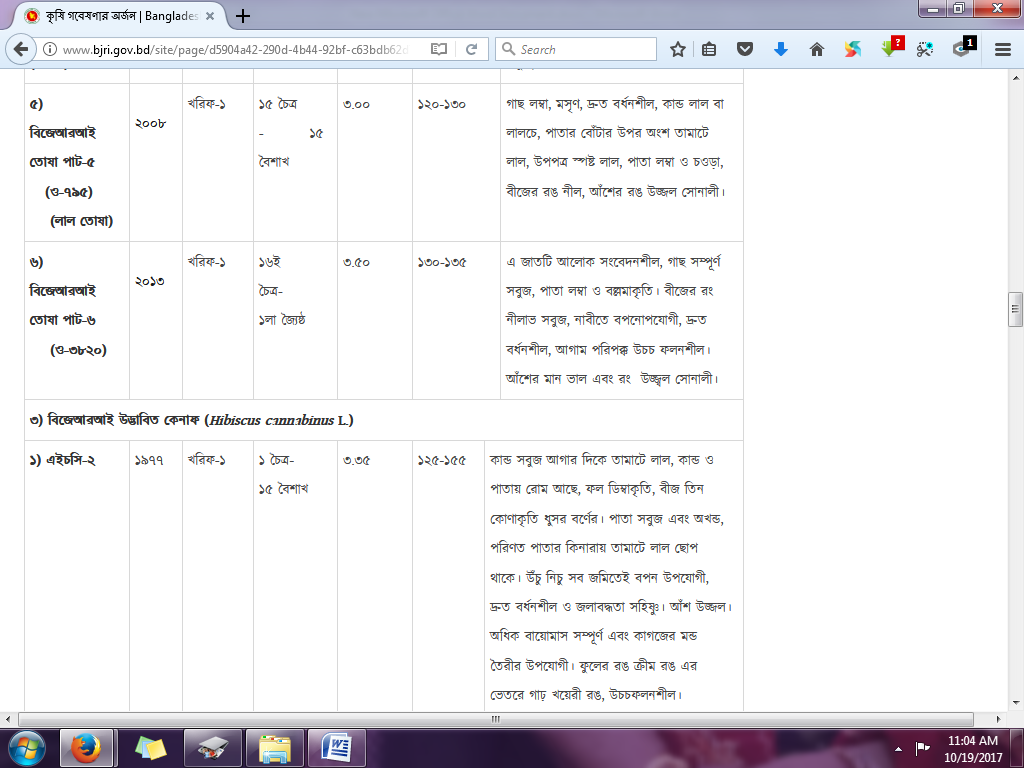 কৃষি গবেষণার অর্জন | Banglades
www.bjri.gov.bd/site/page/d5904a42-290d-4b44-92bf-c63bdb62d
Search
?
1
৫)
বিজেআরআই
তোষা পাট-৫
(ও-৭৯৫)
(লাল তোষা)
২০০৮
খরিফ-১
১৫ চৈত্র
- ১৫
বৈশাখ
৩.০০
১২০-১৩০
গাছ লম্বা, মসৃণ, দ্রুত বর্ধনশীল, কান্ড লাল বা
লালচে, পাতার বোঁটার উপর অংশ তামাটে
লাল, উপপত্র স্পষ্ট লাল, পাতা লম্বা ও চওড়া,
বীজের রঙ নীল, আঁশের রঙ উজ্জল সোনালী।
৬)
বিজেআরআই
তোষা পাট-৬
(ও-৩৮২০)
২০১৩
খরিফ-১
১৬ই
চৈত্র-
১লা জ্যৈষ্ঠ
৩.৫০
১৩০-১৩৫
এ জাতটি আলোক সংবেদনশীল, গাছ সম্পূর্ণ
সবুজ, পাতা লম্বা ও বল্লমাকৃতি। বীজের রং
নীলাভ সবুজ, নাবীতে বপনোপযোগী, দ্রুত
বর্ধনশীল, আগাম পরিপক্ক উচচ ফলনশীল।
আঁশের মান ভাল এবং রং উজ্জ্বল সোনালী।
৩) বিজেআরআই উদ্ভাবিত কেনাফ (Hibiscus cannabinus L.)
১) এইচসি-২
১৯৭৭
খরিফ-১
১ চৈত্র-
১৫ বৈশাখ
৩.৩৫
১২৫-১৫৫
কান্ড সবুজ আগার দিকে তামাটে লাল, কান্ড ও
পাতায় রোম আছে, ফল ডিম্বাকৃতি, বীজ তিন
কোণাকৃতি ধুসর বর্ণের। পাতা সবুজ এবং অখন্ড,
পরিণত পাতার কিনারায় তামাটে লাল ছোপ
থাকে। উঁচু নিচু সব জমিতেই বপন উপযোগী,
দ্রুত বর্ধনশীল ও জলাবদ্ধতা সহিষ্ণু। আঁশ উজ্জল।
অধিক বায়োমাস সম্পূর্ণ এবং কাগজের মন্ড
তৈরীর উপযোগী। ফুলের রঙ ক্রীম রঙ এর
ভেতরে গাঢ় খয়েরী রঙ, উচচফলনশীল।
11:04 AM
10/19/2017